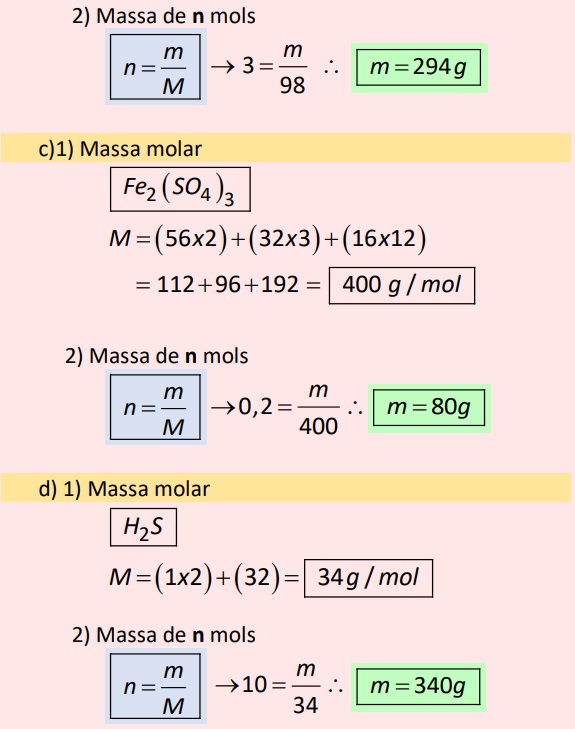 2) Massa de n mols
n = m/M → 3 = m/98 ∴ m = 294 g
c)1) Massa molar
Fe₂(SO₄)₃
M = (56x2)+(32x3)+(16x12)
= 112+96+192 = 400 g / mol
2) Massa de n mols
n = m/M → 0,2 = m/400 ∴ m = 80g
d) 1) Massa molar
H₂S
M = (1x2)+(32) = 34 g / mol
2) Massa de n mols
n = m/M → 10 = m/34 ∴ m = 340g